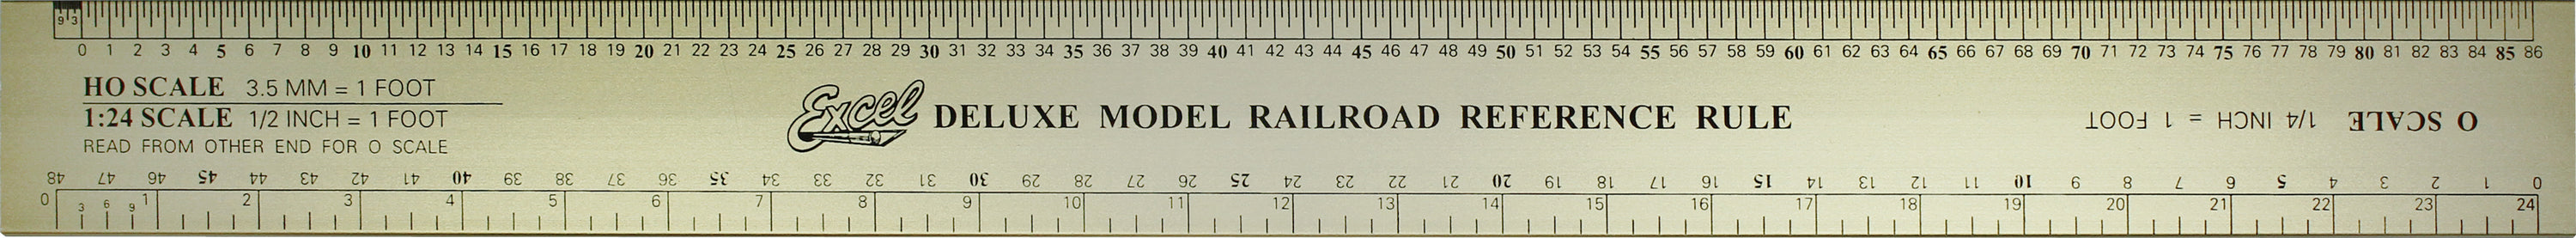 9 3
0 1 2 3 4 5 6 7 8 9 10 11 12 13 14 15 16 17 18 19 20 21 22 23 24 25 26 27 28 29 30 31 32 33 34 35 36 37 38 39 40 41 42 43 44 45 46 47 48 49 50 51 52 53 54 55 56 57 58 59 60 61 62 63 64 65 66 67 68 69 70 71 72 73 74 75 76 77 78 79 80 81 82 83 84 85 86
HO SCALE 3.5 MM = 1 FOOT
1:24 SCALE 1/2 INCH = 1 FOOT
READ FROM OTHER END FOR O SCALE
Excel DELUXE MODEL RAILROAD REFERENCE RULE
O SCALE 1/4 INCH = 1 FOOT
48 47 46 45 44 43 42 41 40 39 38 37 36 35 34 33 32 31 30 29 28 27 26 25 24 23 22 21 20 19 18 17 16 15 14 13 12 11 10 9 8 7 6 5 4 3 2 1 0
0 3 6 9 1 2 3 4 5 6 7 8 9 10 11 12 13 14 15 16 17 18 19 20 21 22 23 24